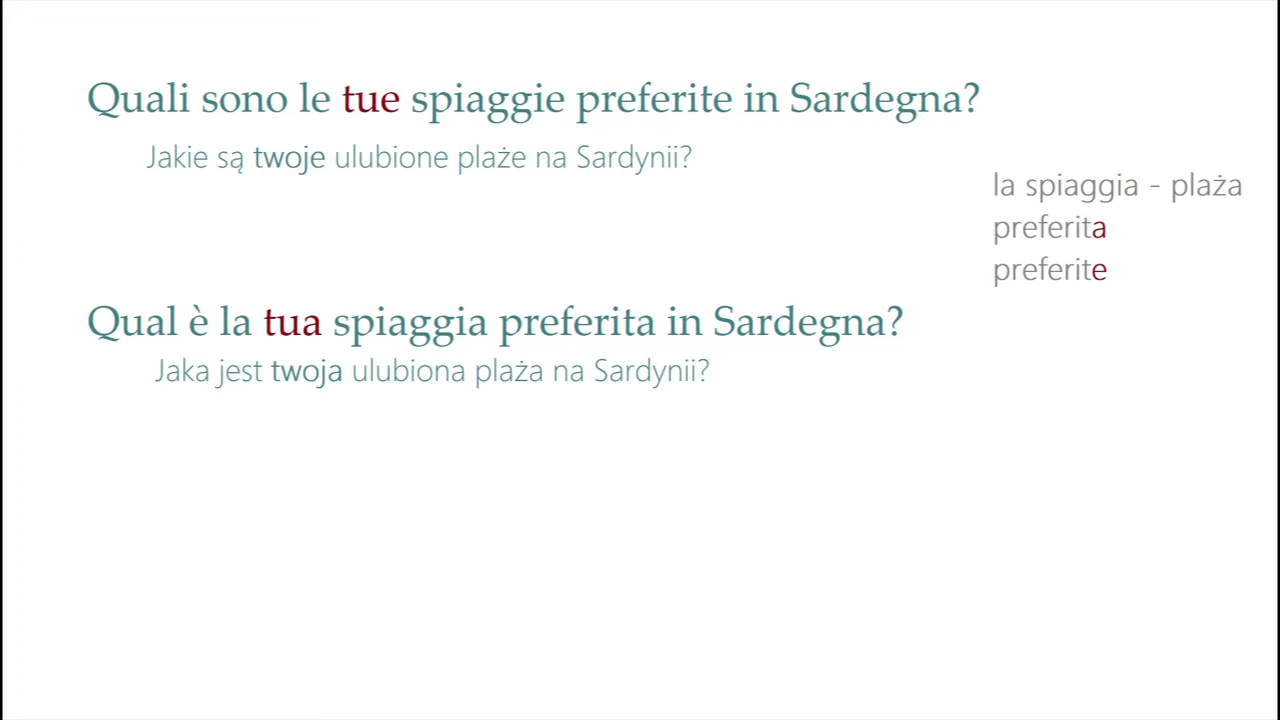 Quali sono le tue spiaggie preferite in Sardegna?
Jakie są twoje ulubione plaże na Sardynii?
la spiaggia - plaża
preferita
preferite
Qual è la tua spiaggia preferita in Sardegna?
Jaka jest twoja ulubiona plaża na Sardynii?